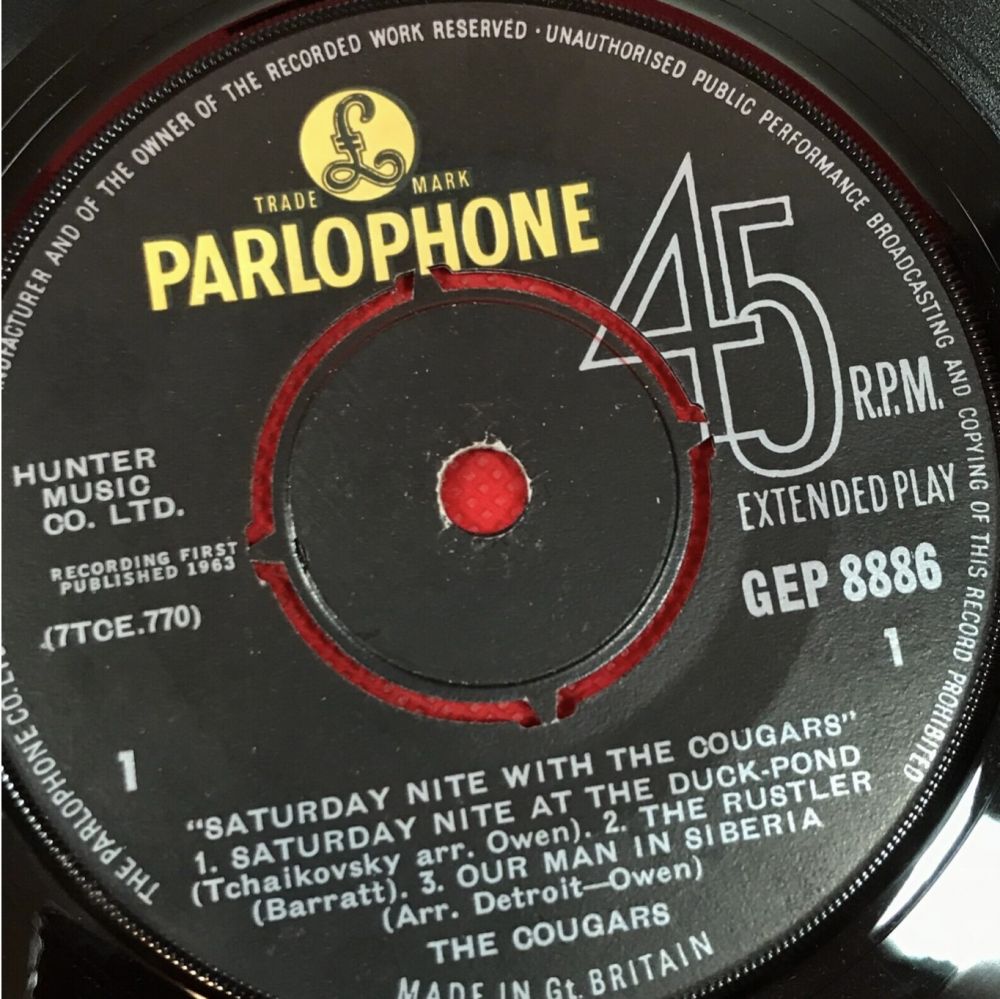 MANUFACTURER AND OF THE OWNER OF THE RECORDED WORK RESERVED · UNAUTHORISED PUBLIC PERFORMANCE BROADCASTING AND COPYING OF THIS RECORD PROHIBITED
THE PARLOPHONE CO. LTD
£
TRADE MARK
PARLOPHONE
45 R.P.M.
EXTENDED PLAY
HUNTER
MUSIC
CO. LTD.
RECORDING FIRST
PUBLISHED 1963
(7TCE.770)
GEP 8886
1
1
"SATURDAY NITE WITH THE COUGARS"
1. SATURDAY NITE AT THE DUCK-POND
(Tchaikovsky arr. Owen). 2. THE RUSTLER
(Barratt). 3. OUR MAN IN SIBERIA
(Arr. Detroit—Owen)
THE COUGARS
MADE IN Gt. BRITAIN